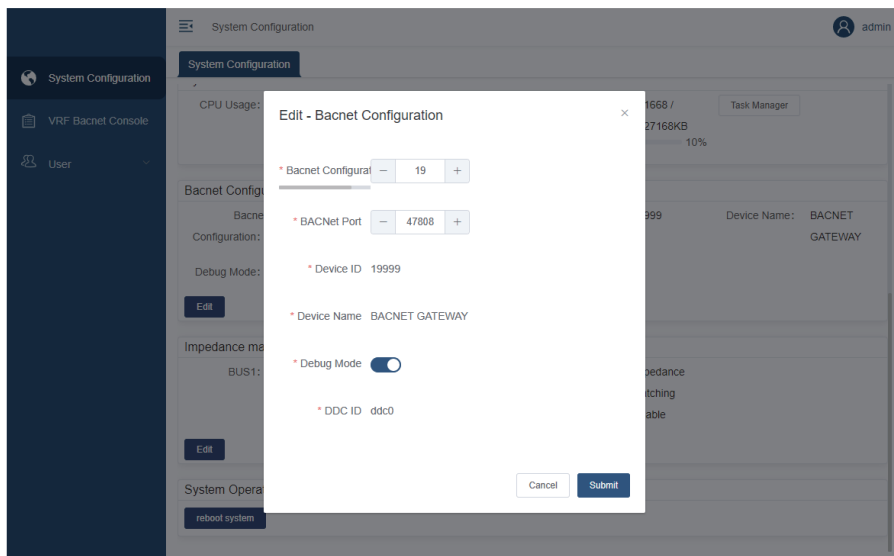 System Configuration
admin
System Configuration
System Configuration
CPU Usage:
1668 /
Task Manager
Edit - Bacnet Configuration
VRF Bacnet Console
27168KB
10%
User
* Bacnet Configurat
19
Bacnet Configu
* BACNet Port
47808
Bacne
999
Device Name:
BACNET
Configuration:
GATEWAY
* Device ID
19999
Debug Mode:
Edit
* Device Name
BACNET GATEWAY
Impedance ma
* Debug Mode
BUS1:
pedance
tching
* DDC ID
ddc0
able
Edit
Cancel
Submit
System Opera
reboot system